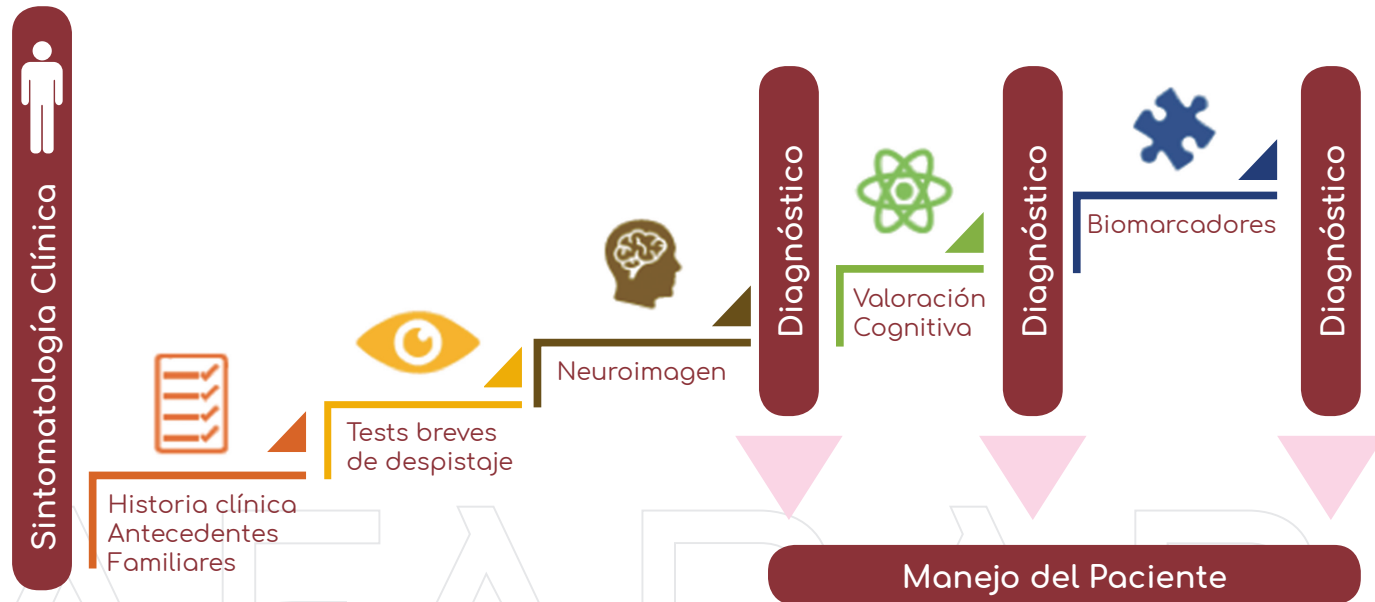 Sintomatología Clínica
Historia clínica
Antecedentes
Familiares
Tests breves
de despistaje
Neuroimagen
Diagnóstico
Valoración
Cognitiva
Diagnóstico
Biomarcadores
Diagnóstico
Manejo del Paciente